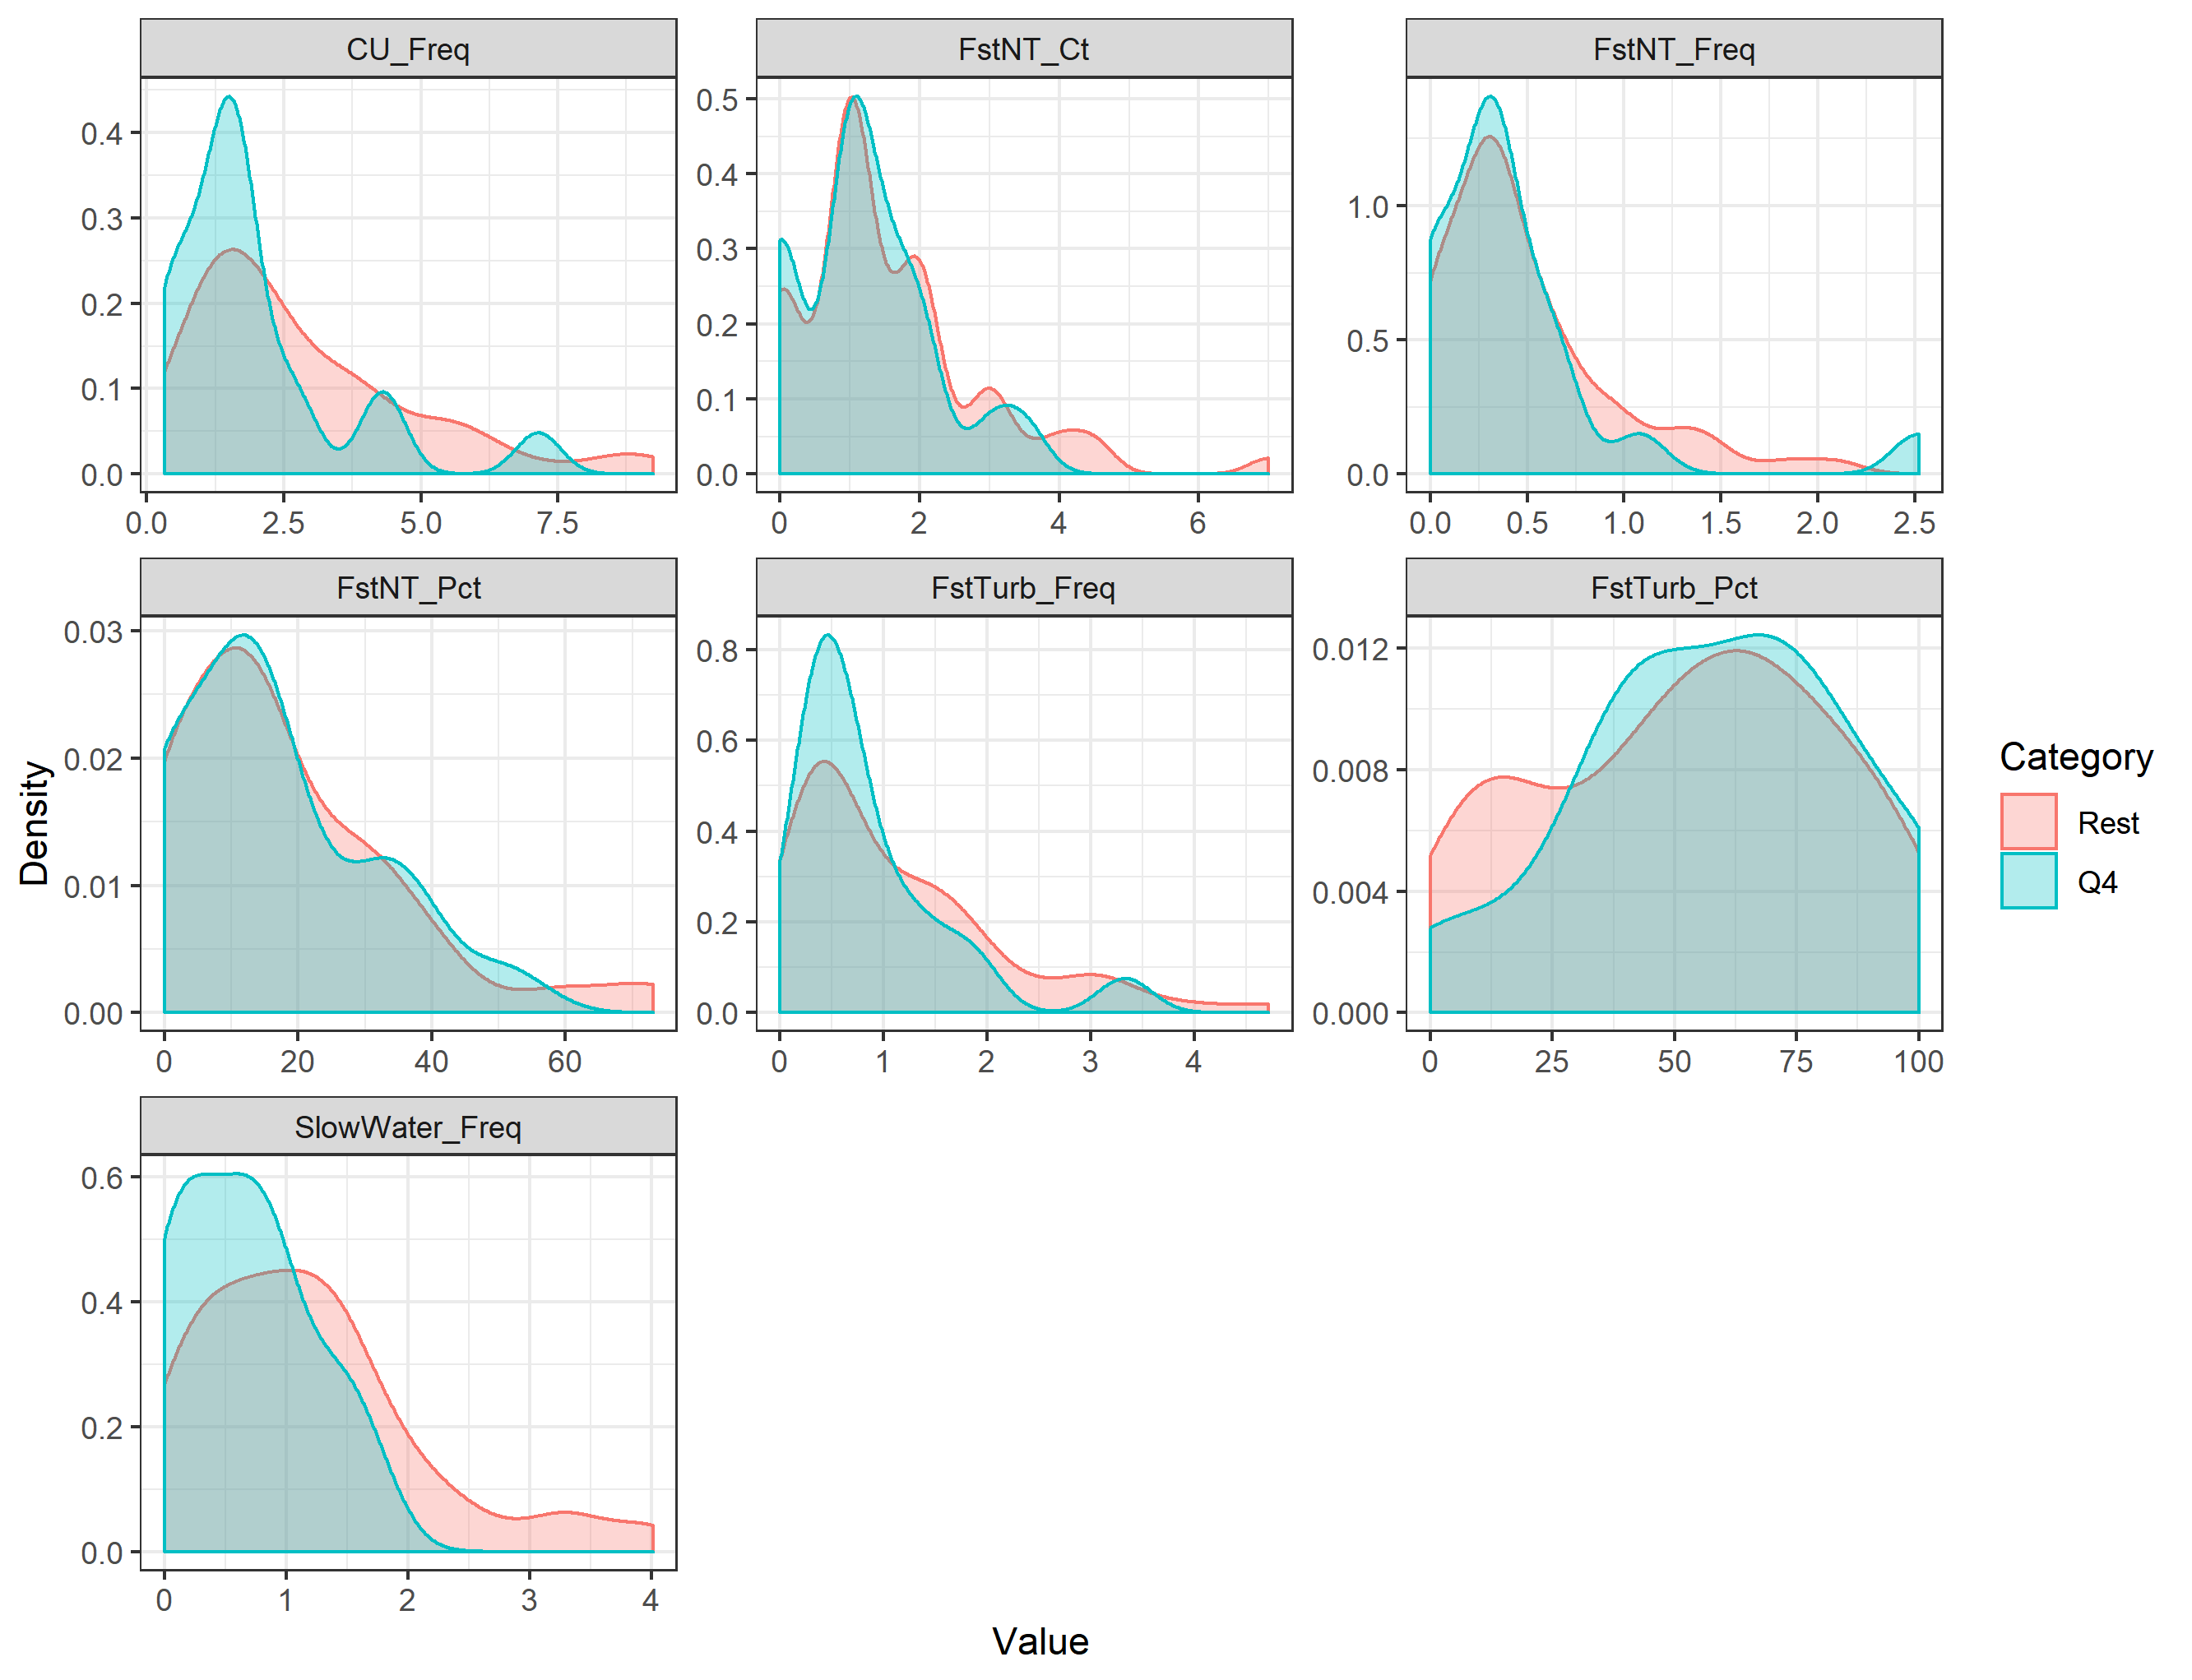 CU_Freq
FstNT_Ct
FstNT_Freq
0.4
0.3
0.2
0.1
0.0
0.0 2.5 5.0 7.5
0.5
0.4
0.3
0.2
0.1
0.0
0 2 4 6
1.0
0.5
0.0
0.0 0.5 1.0 1.5 2.0 2.5
FstNT_Pct
FstTurb_Freq
FstTurb_Pct
0.03
0.02
0.01
0.00
0 20 40 60
0.8
0.6
0.4
0.2
0.0
0 1 2 3 4
0.012
0.008
0.004
0.000
0 25 50 75 100
SlowWater_Freq
0.6
0.4
0.2
0.0
0 1 2 3 4
Density
Value
Category
Rest
Q4